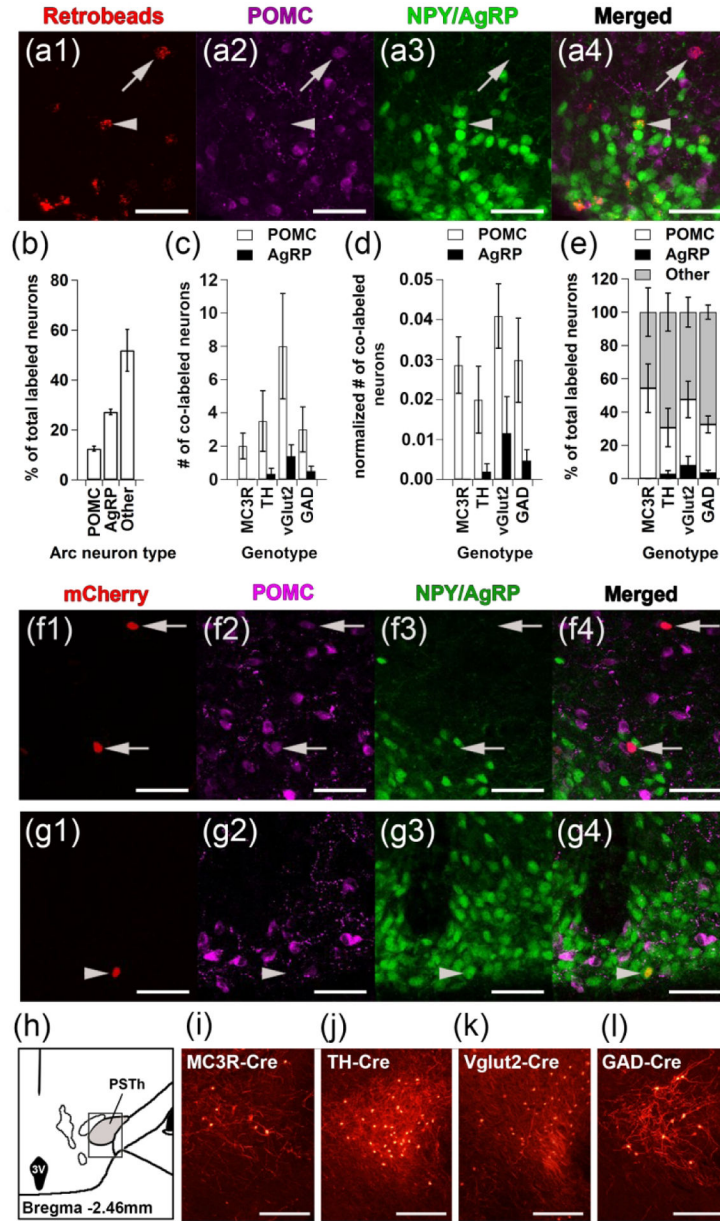 Retrobeads POMC NPY/AgRP Merged
(a1) (a2) (a3) (a4)
(b) (c) (d) (e)
POMC
AgRP
POMC
AgRP
POMC
AgRP
Other
% of total labeled neurons
80
60
40
20
0
POMC
AgRP
Other
Arc neuron type
# of co-labeled neurons
12
10
8
6
4
2
0
MC3R
TH
vGlut2
GAD
Genotype
normalized # of co-labeled
neurons
0.05
0.04
0.03
0.02
0.01
0.00
MC3R
TH
vGlut2
GAD
Genotype
% of total labeled neurons
120
100
80
60
40
20
0
MC3R
TH
vGlut2
GAD
Genotype
mCherry POMC NPY/AgRP Merged
(f1) (f2) (f3) (f4)
(g1) (g2) (g3) (g4)
(h) (i) (j) (k) (l)
PSTh
3V
Bregma -2.46mm
MC3R-Cre TH-Cre Vglut2-Cre GAD-Cre